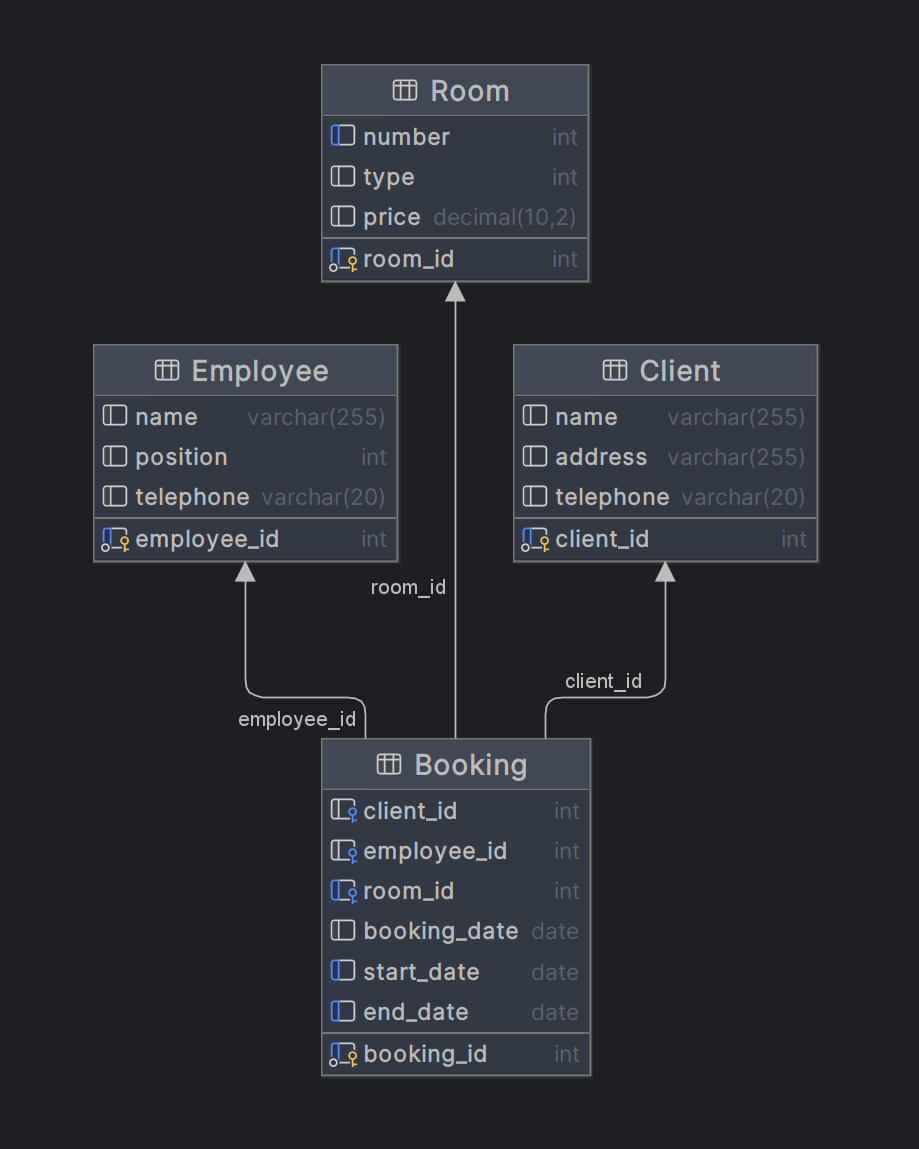 Room
number int
type int
price decimal(10,2)
room_id int
Employee
name varchar(255)
position int
telephone varchar(20)
employee_id int
Client
name varchar(255)
address varchar(255)
telephone varchar(20)
client_id int
room_id
client_id
employee_id
Booking
client_id int
employee_id int
room_id int
booking_date date
start_date date
end_date date
booking_id int